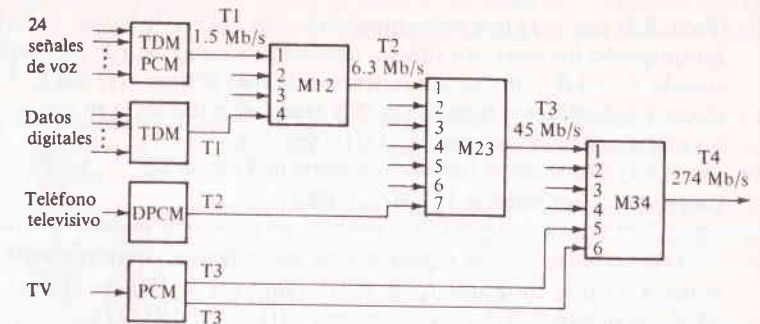 24
señales
de voz
TDM
PCM
T1
1.5 Mb/s
1
2
3
4
M12
T2
6.3 Mb/s
Datos
digitales
TDM
T1
1
2
3
4
5
6
7
M23
T3
45 Mb/s
Teléfono
televisivo
DPCM
T2
1
2
3
4
5
6
M34
T4
274 Mb/s
TV
PCM
T3
T3